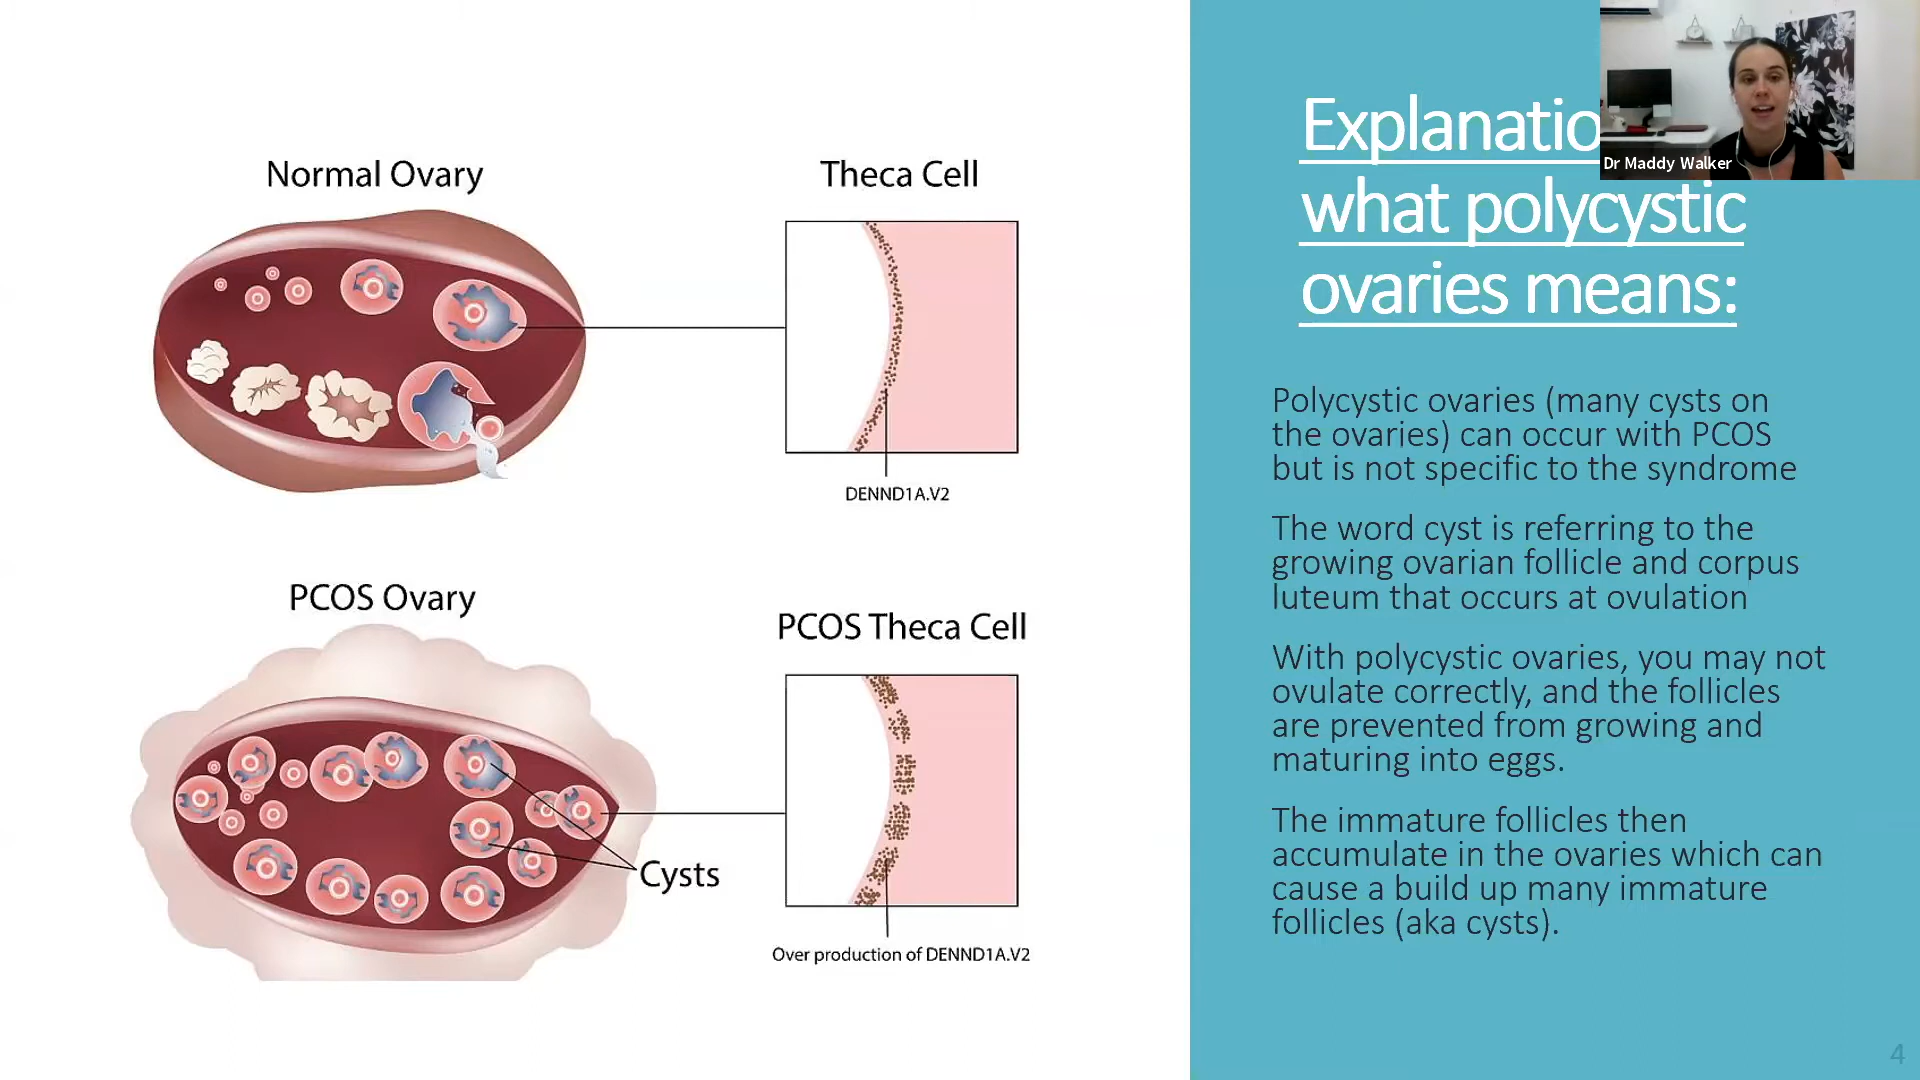 Normal Ovary
Theca Cell
DENND1A.V2
PCOS Ovary
PCOS Theca Cell
Cysts
Over production of DENND1A.V2
Dr Maddy Walker
Explanatio
what polycystic
ovaries means:
Polycystic ovaries (many cysts on
the ovaries) can occur with PCOS
but is not specific to the syndrome
The word cyst is referring to the
growing ovarian follicle and corpus
luteum that occurs at ovulation
With polycystic ovaries, you may not
ovulate correctly, and the follicles
are prevented from growing and
maturing into eggs.
The immature follicles then
accumulate in the ovaries which can
cause a build up many immature
follicles (aka cysts).
4